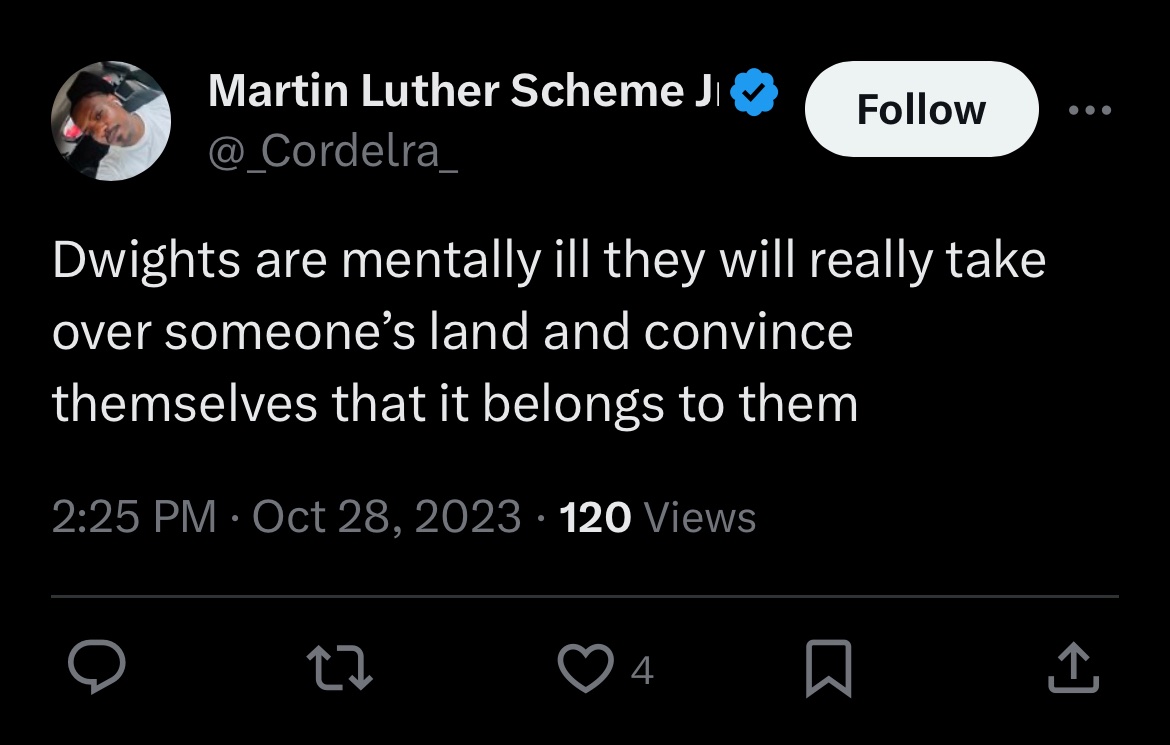 Martin Luther Scheme J
Follow
@_Cordelra_
Dwights are mentally ill they will really take
over someone’s land and convince
themselves that it belongs to them
2:25 PM · Oct 28, 2023 · 120 Views
4